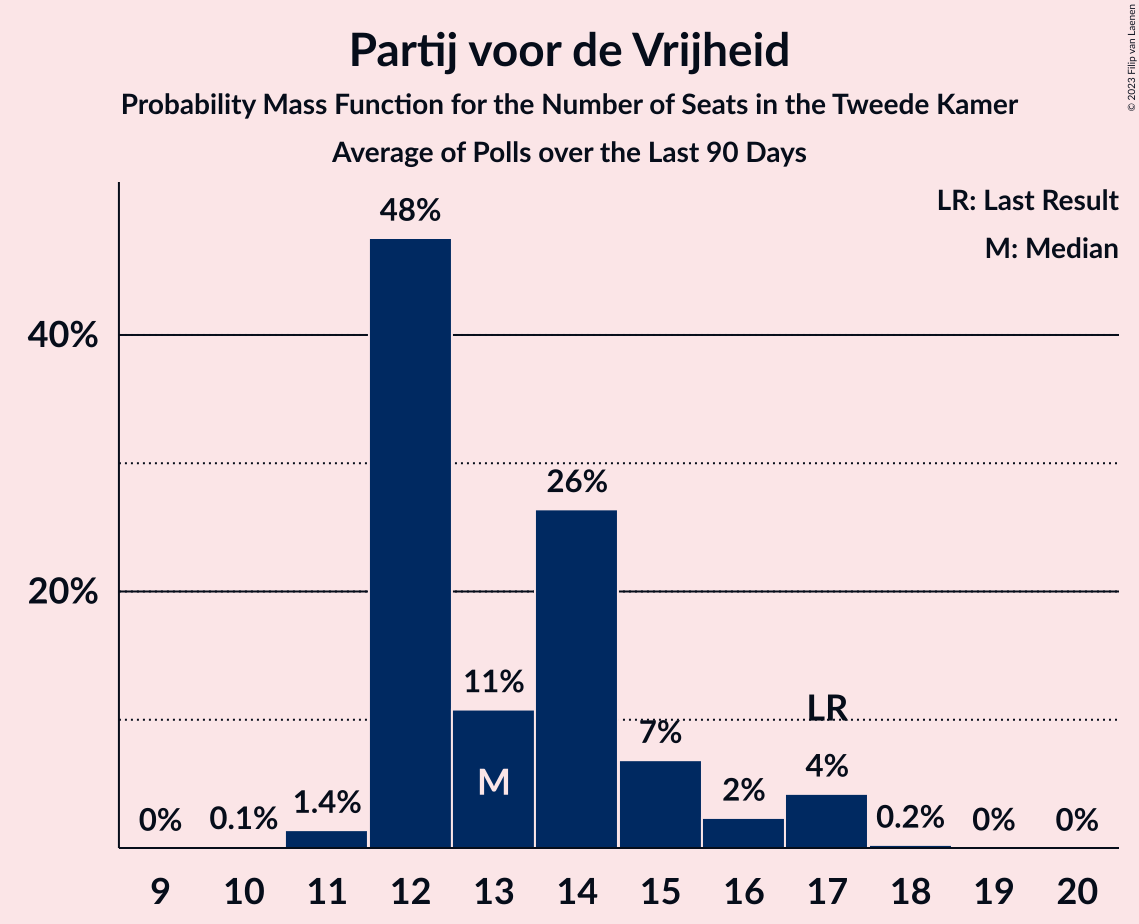 Partij voor de Vrijheid
Probability Mass Function for the Number of Seats in the Tweede Kamer
Average of Polls over the Last 90 Days
© 2023 Filip van Laenen
LR: Last Result
M: Median
48%
40%
26%
20%
11%
LR
7%
M
4%
2%
1.4%
0% 0.1% 0.2% 0% 0%
9 10 11 12 13 14 15 16 17 18 19 20